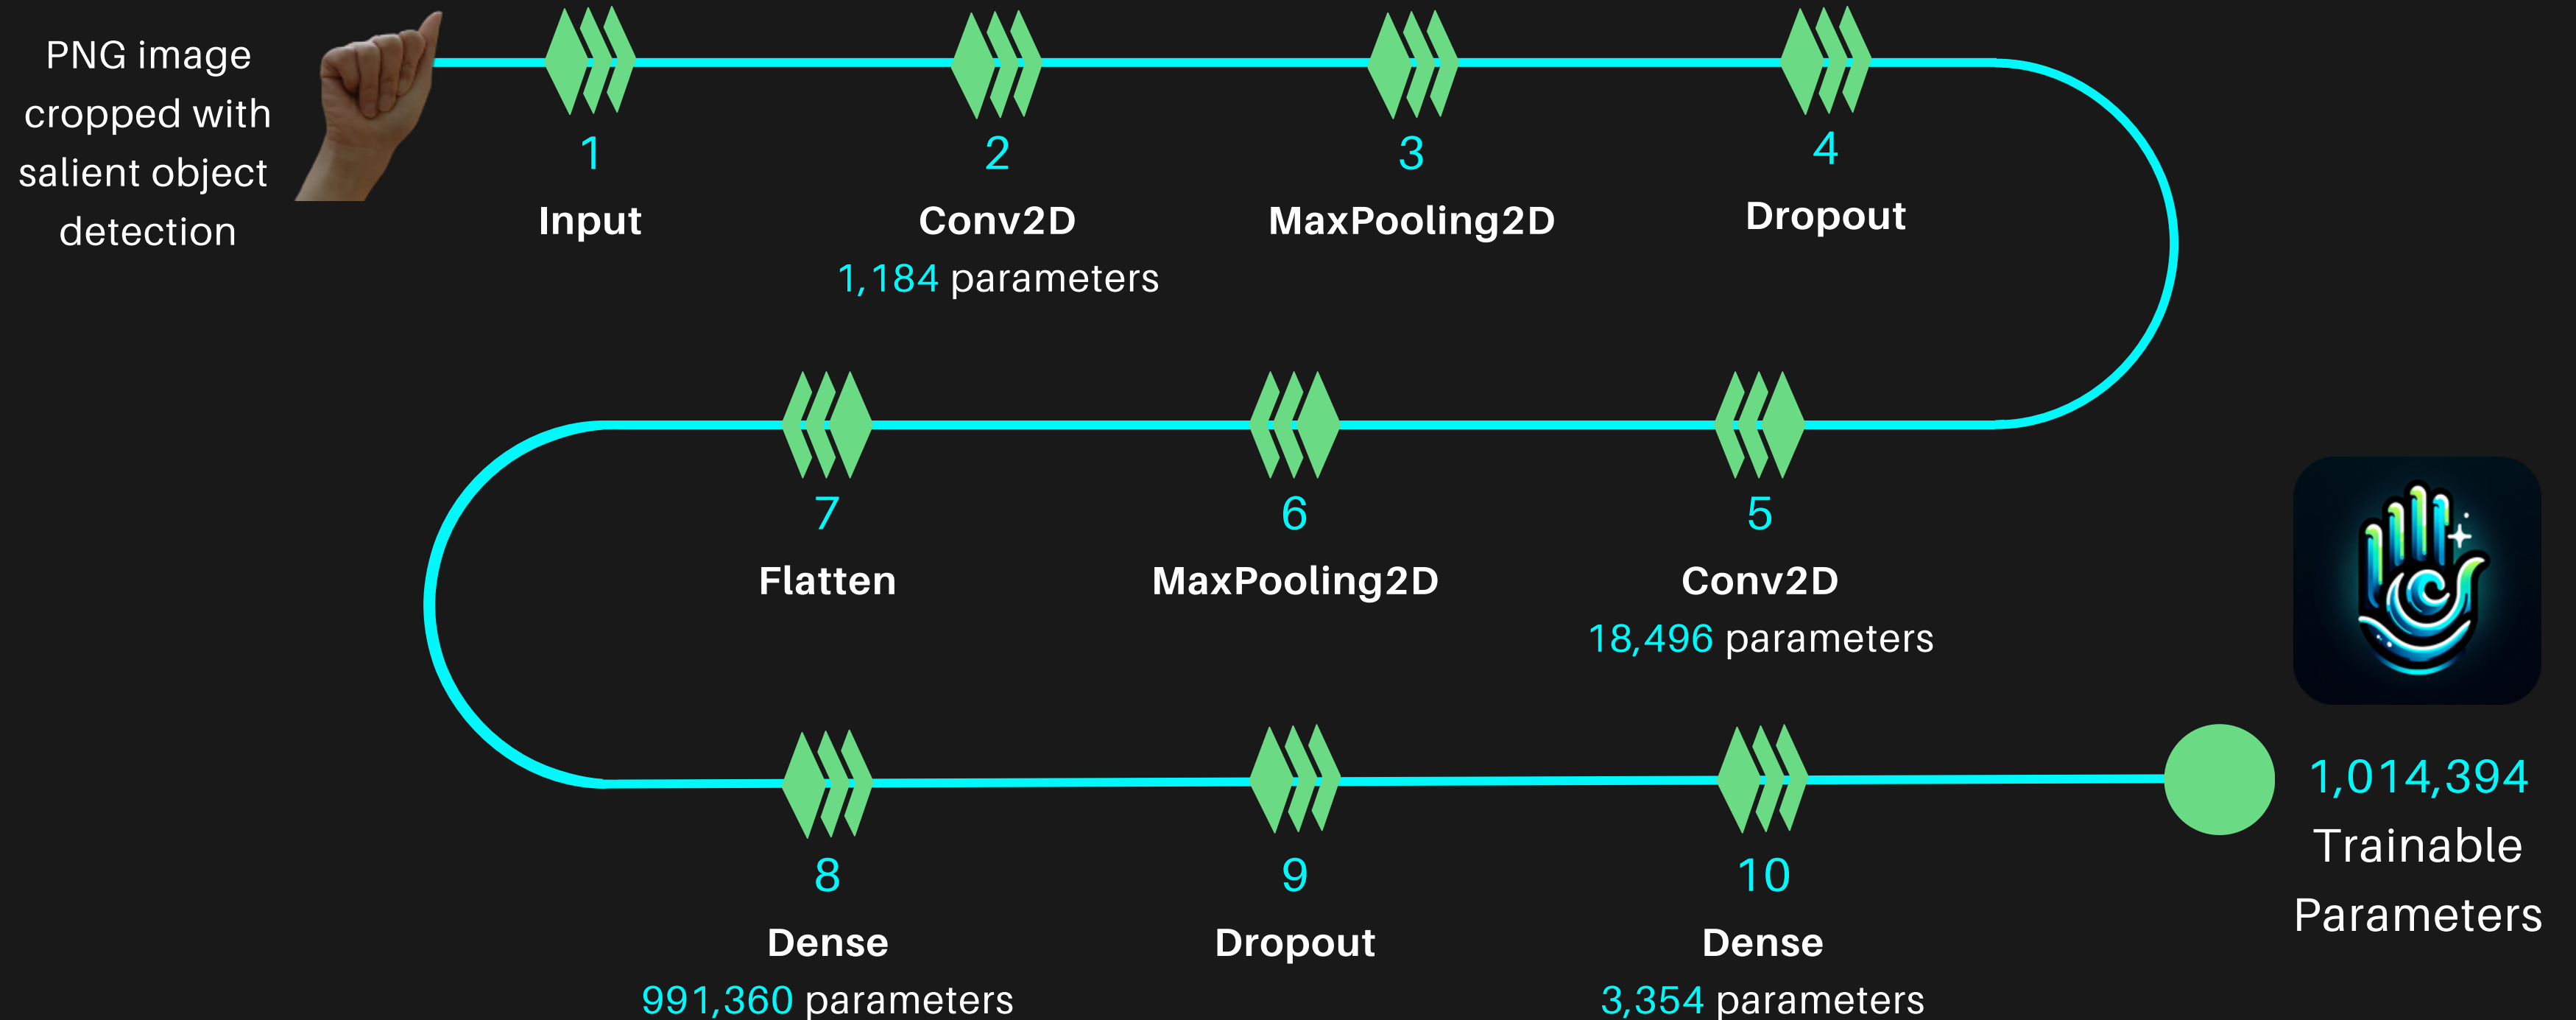 PNG image
cropped with
salient object
detection
1
Input
2
Conv2D
1,184 parameters
3
MaxPooling2D
4
Dropout
5
Conv2D
18,496 parameters
6
MaxPooling2D
7
Flatten
8
Dense
991,360 parameters
9
Dropout
10
Dense
3,354 parameters
1,014,394
Trainable
Parameters